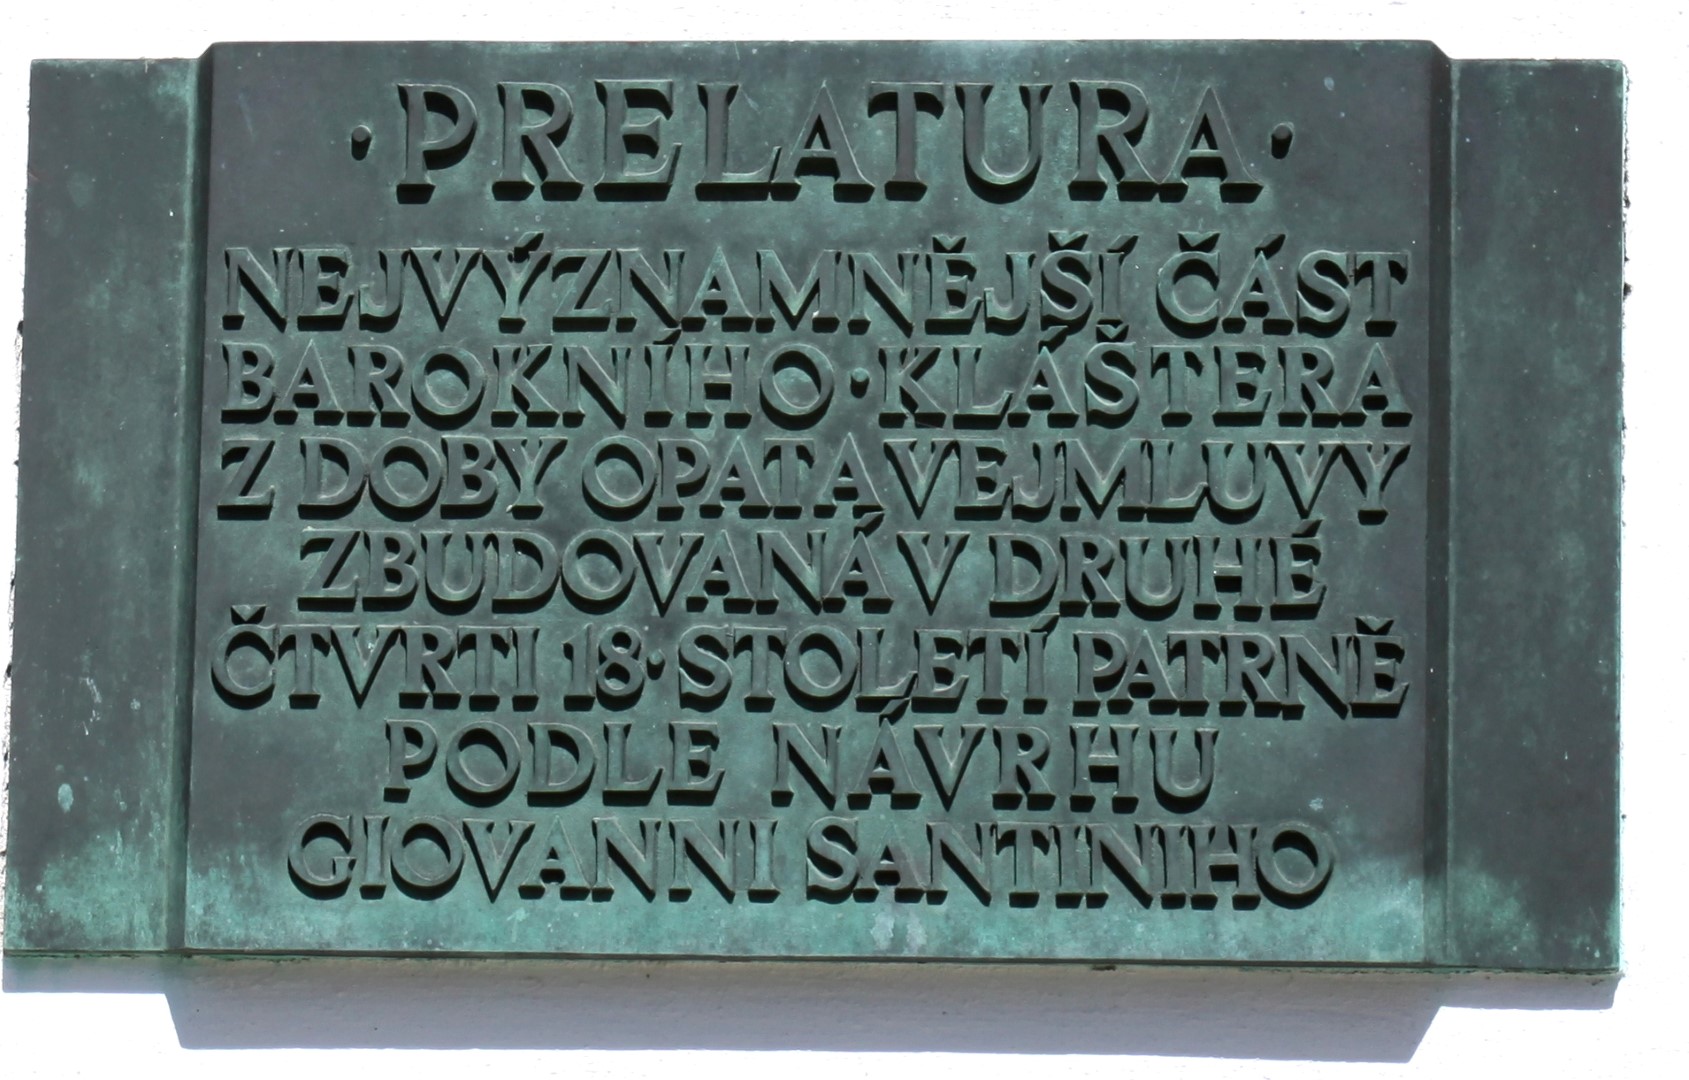 · PRELATURA ·
NEJVÝZNAMNĚJŠÍ ČÁST
BAROKNÍHO · KLÁŠTERA
Z DOBY OPATA VEJMLUVY
ZBUDOVANÁ V DRUHÉ
ČTVRTI 18· STOLETÍ PATRNĚ
PODLE NÁVRHU
GIOVANNI SANTINIHO